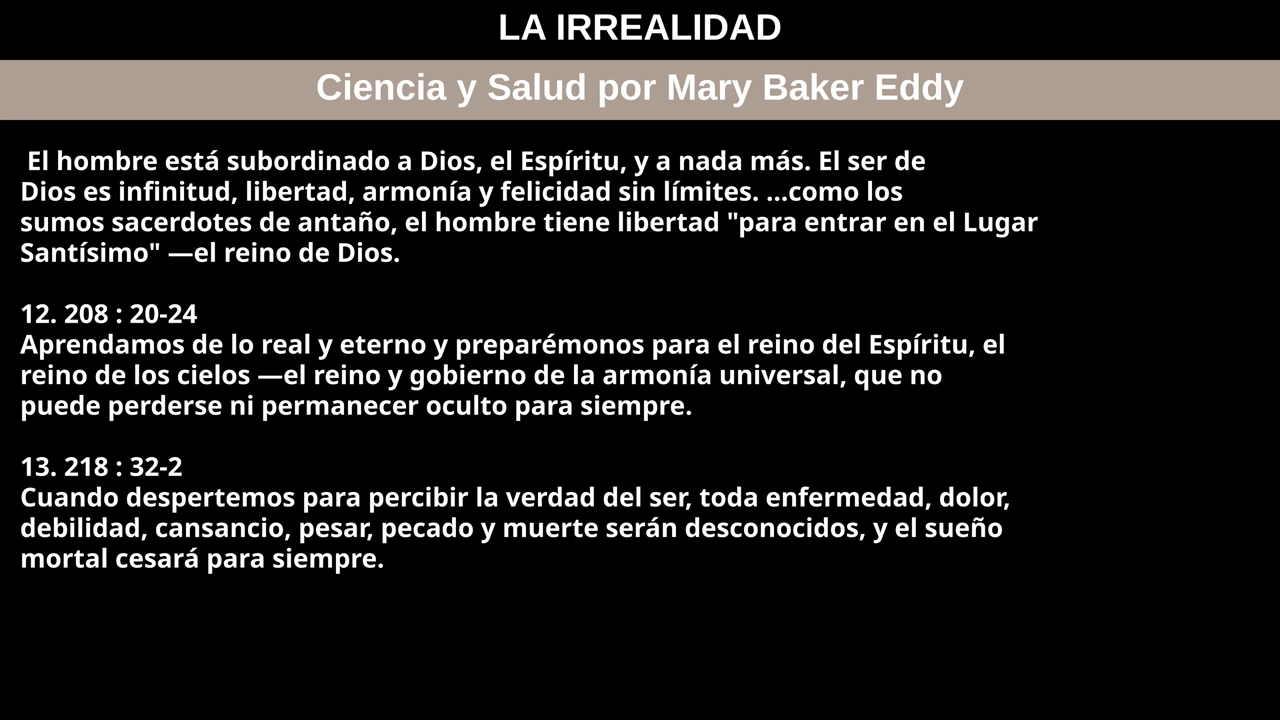 LA IRREALIDAD
Ciencia y Salud por Mary Baker Eddy
El hombre está subordinado a Dios, el Espíritu, y a nada más. El ser de
Dios es infinitud, libertad, armonía y felicidad sin límites. ...como los
sumos sacerdotes de antaño, el hombre tiene libertad "para entrar en el Lugar
Santísimo" —el reino de Dios.
12. 208 : 20-24
Aprendamos de lo real y eterno y preparémonos para el reino del Espíritu, el
reino de los cielos —el reino y gobierno de la armonía universal, que no
puede perderse ni permanecer oculto para siempre.
13. 218 : 32-2
Cuando despertemos para percibir la verdad del ser, toda enfermedad, dolor,
debilidad, cansancio, pesar, pecado y muerte serán desconocidos, y el sueño
mortal cesará para siempre.